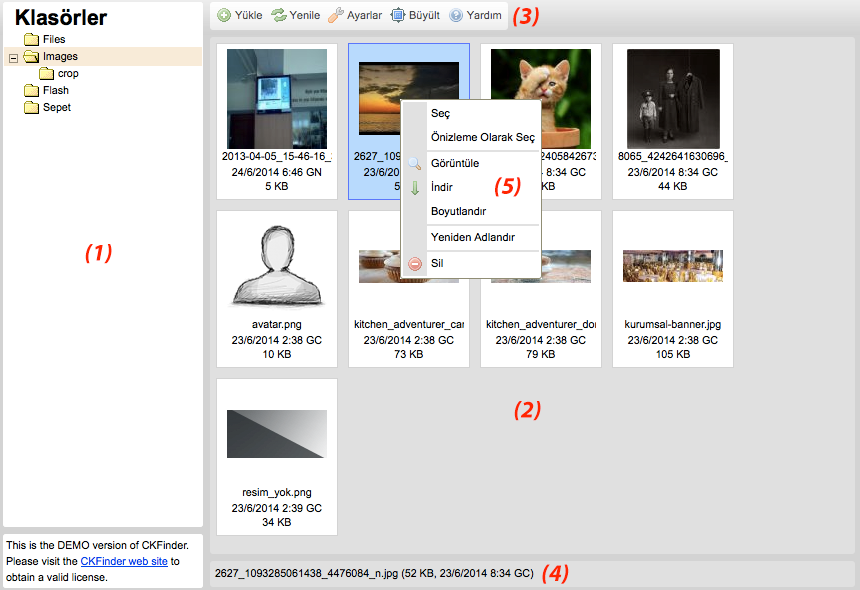 Klasörler
Files
Images
crop
Flash
Sepet
(1)
This is the DEMO version of CKFinder.
Please visit the CKFinder web site to
obtain a valid license.
Yükle Yenile Ayarlar Büyült Yardım (3)
2013-04-05_15-46-16_
24/6/2014 6:46 GN
5 KB
2627_10
23/6/20
5
2405842673
8:34 GC
KB
8065_4242641630696_
23/6/2014 8:34 GC
44 KB
Seç
Önizleme Olarak Seç
Görüntüle
İndir
Boyutlandır
Yeniden Adlandır
Sil
(5)
avatar.png
23/6/2014 2:38 GC
10 KB
kitchen_adventurer_car
23/6/2014 2:38 GC
73 KB
kitchen_adventurer_dor
23/6/2014 2:38 GC
79 KB
kurumsal-banner.jpg
23/6/2014 2:38 GC
105 KB
resim_yok.png
23/6/2014 2:39 GC
34 KB
(2)
2627_1093285061438_4476084_n.jpg (52 KB, 23/6/2014 8:34 GC) (4)